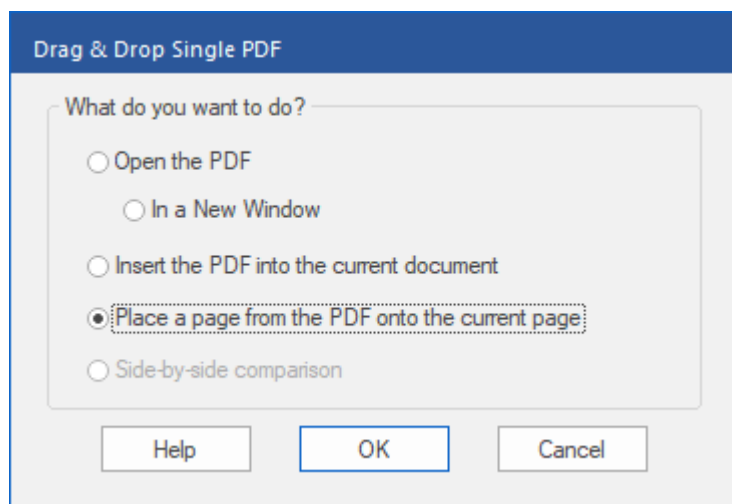 Drag & Drop Single PDF
What do you want to do?
Open the PDF
In a New Window
Insert the PDF into the current document
Place a page from the PDF onto the current page
Side-by-side comparison
Help OK Cancel